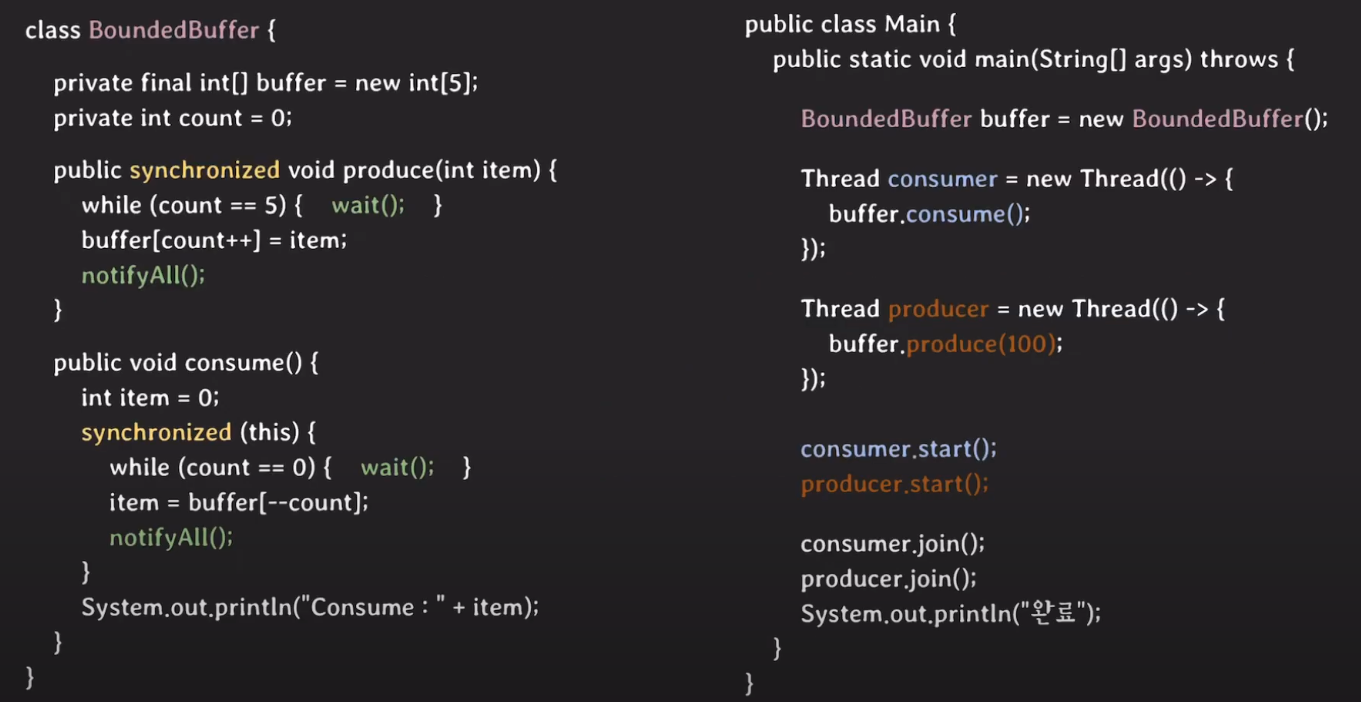 class BoundedBuffer {
private final int[] buffer = new int[5];
private int count = 0;
public synchronized void produce(int item) {
while (count == 5) { wait(); }
buffer[count++] = item;
notifyAll();
}
public void consume() {
int item = 0;
synchronized (this) {
while (count == 0) { wait(); }
item = buffer[--count];
notifyAll();
}
System.out.println("Consume : " + item);
}
}
public class Main {
public static void main(String[] args) throws {
BoundedBuffer buffer = new BoundedBuffer();
Thread consumer = new Thread(() -> {
buffer.consume();
});
Thread producer = new Thread(() -> {
buffer.produce(100);
});
consumer.start();
producer.start();
consumer.join();
producer.join();
System.out.println("완료");
}
}